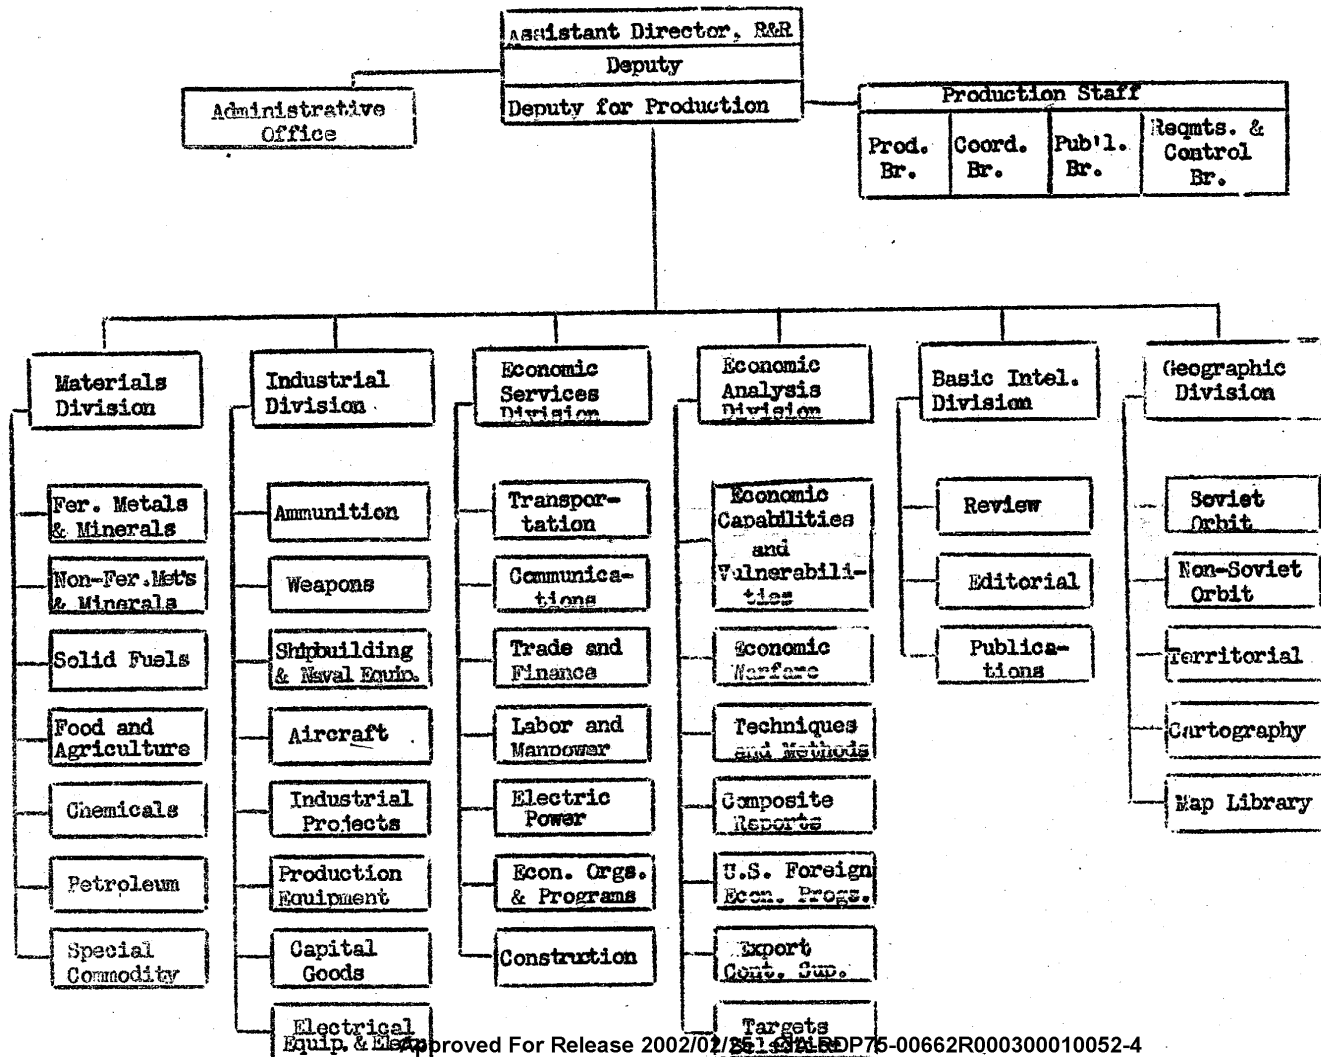 Assistant Director, R&R
Deputy
Deputy for Production
Administrative
Office
Production Staff
Prod.
Br.
Coord.
Br.
Pub'l.
Br.
Reqmts. &
Control
Br.
Materials
Division
Fer. Metals
& Minerals
Non-Fer.Met's
& Minerals
Solid Fuels
Food and
Agriculture
Chemicals
Petroleum
Special
Commodity
Industrial
Division
Ammunition
Weapons
Shipbuilding
& Naval Equip.
Aircraft
Industrial
Projects
Production
Equipment
Capital
Goods
Electrical
Equip. &
Economic
Services
Division
Transpor-
tation
Communica-
tions
Trade and
Finance
Labor and
Manpower
Electric
Power
Econ. Orgs.
& Programs
Construction
Economic
Analysis
Division
Economic
Capabilities
and
Vulnerabili-
ties
Economic
Warfare
Techniques
and Methods
Composite
Reports
U.S. Foreign
Econ. Progs.
Export
Cont. Sup.
Targets
Basic Intel.
Division
Review
Editorial
Publica-
tions
Geographic
Division
Soviet
Orbit
Non-Soviet
Orbit
Territorial
Cartography
Map Library
Approved For Release 2002/02/25 : CIA-RDP75-00662R000300010052-4